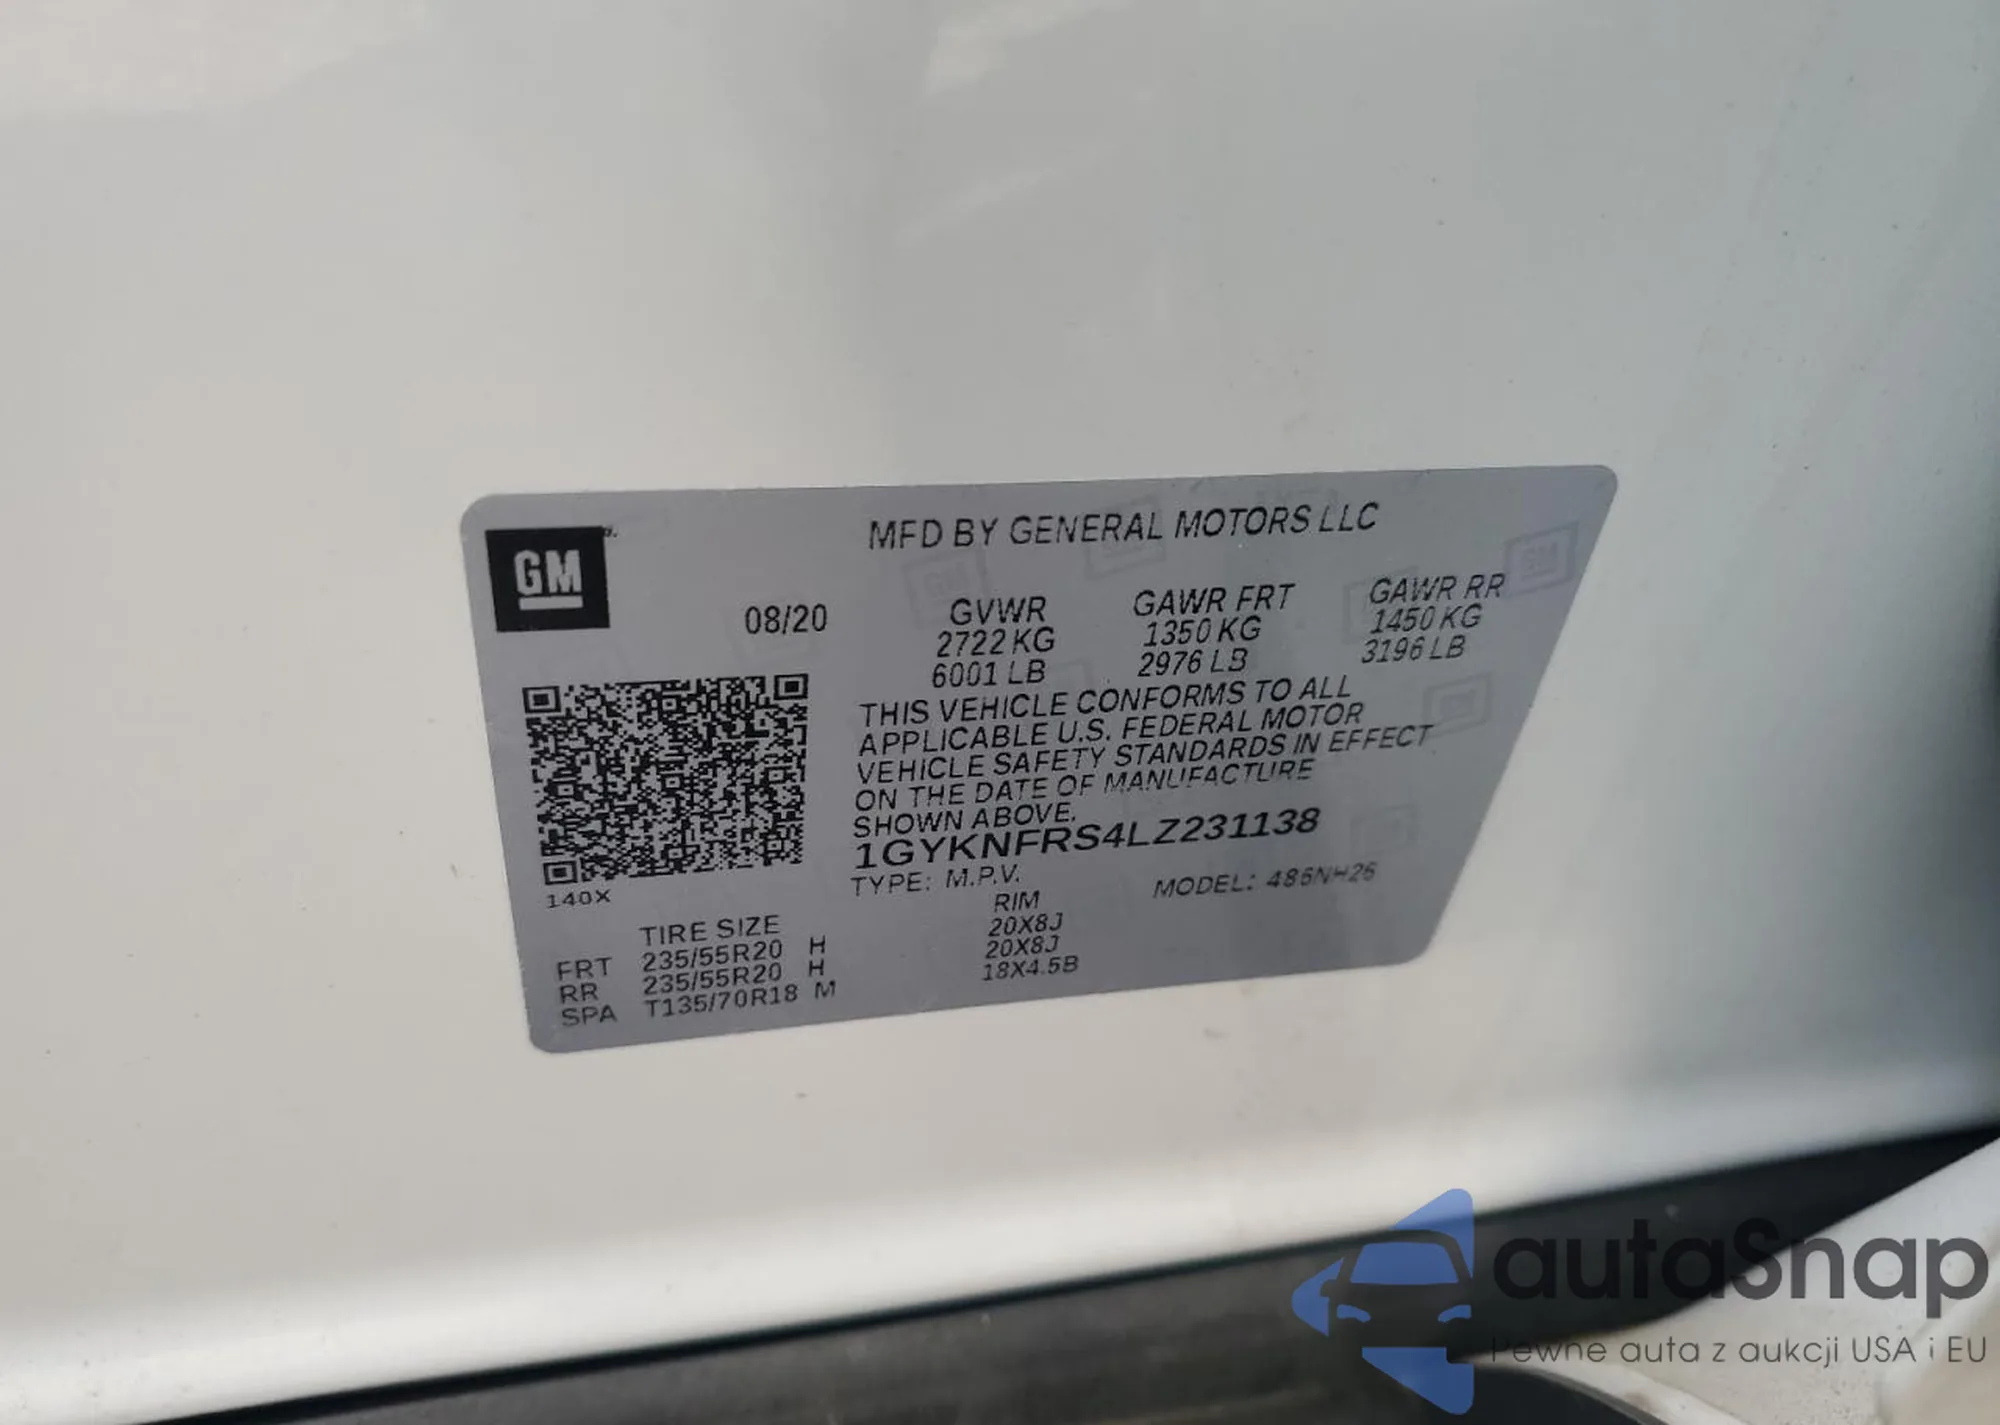 GM
MFD BY GENERAL MOTORS LLC
08/20
GVWR GAWR FRT GAWR RR
2722 KG 1350 KG 1450 KG
6001 LB 2976 LB 3196 LB
THIS VEHICLE CONFORMS TO ALL
APPLICABLE U.S. FEDERAL MOTOR
VEHICLE SAFETY STANDARDS IN EFFECT
ON THE DATE OF MANUFACTURE
SHOWN ABOVE.
1GYKNFRS4LZ231138
140X
TYPE: M.P.V. MODEL: 486NH26
TIRE SIZE RIM
FRT 235/55R20 H 20X8J
RR 235/55R20 H 20X8J
SPA T135/70R18 M 18X4.5B
autaSnap
Pewne auta z aukcji USA i EU